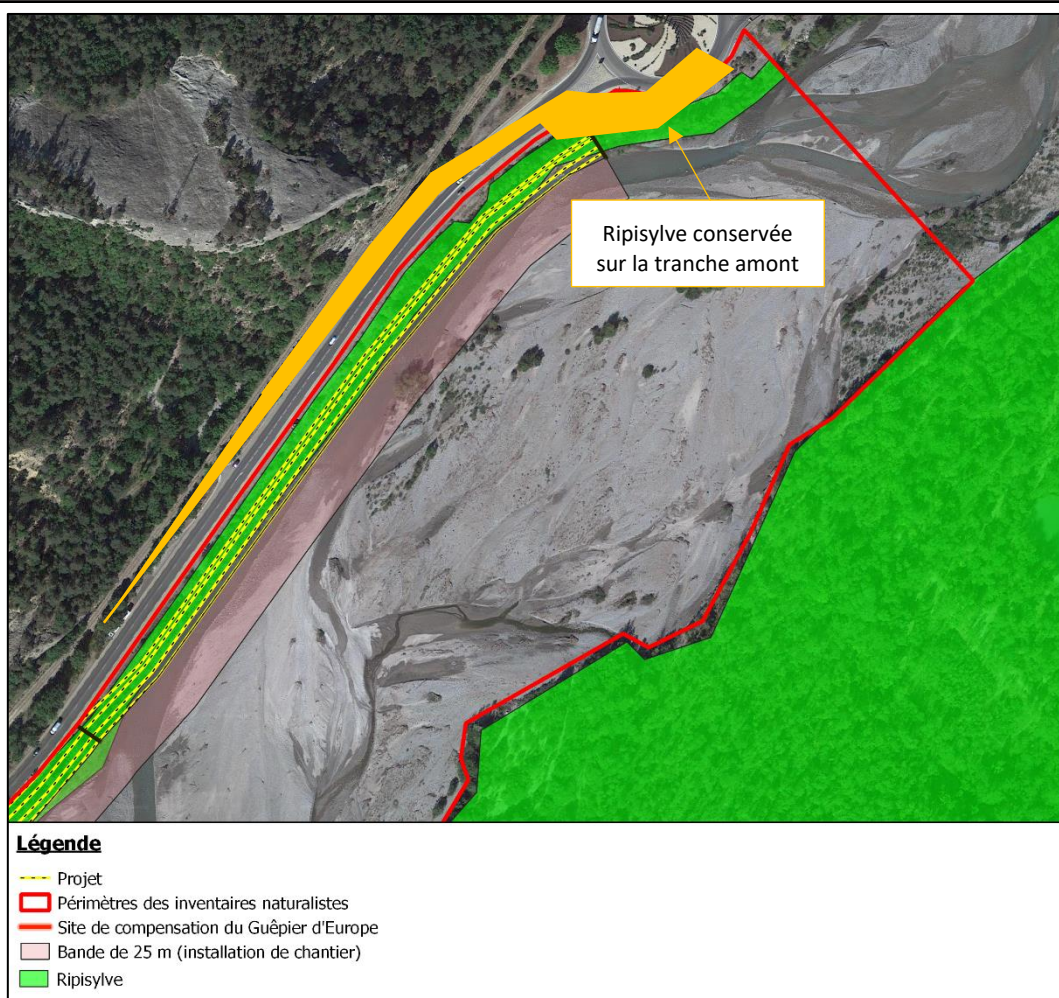 Ripisylve conservée
sur la tranche amont
Légende
Projet
Périmètres des inventaires naturalistes
Site de compensation du Guêpier d'Europe
Bande de 25 m (installation de chantier)
Ripisylve